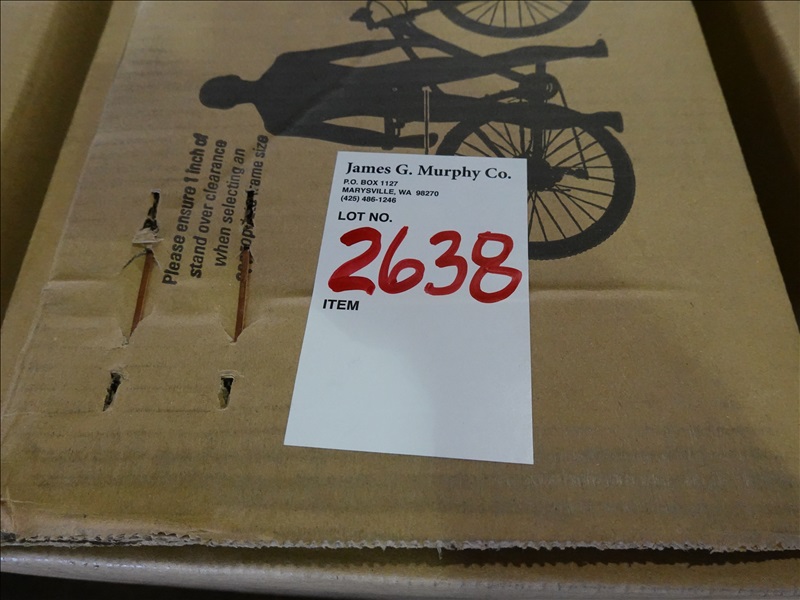 Please ensure 1 inch of
stand over clearance
when selecting an
frame size
James G. Murphy Co.
P.O. BOX 1127
MARYSVILLE, WA 98270
(425) 486-1246
LOT NO.
2638
ITEM